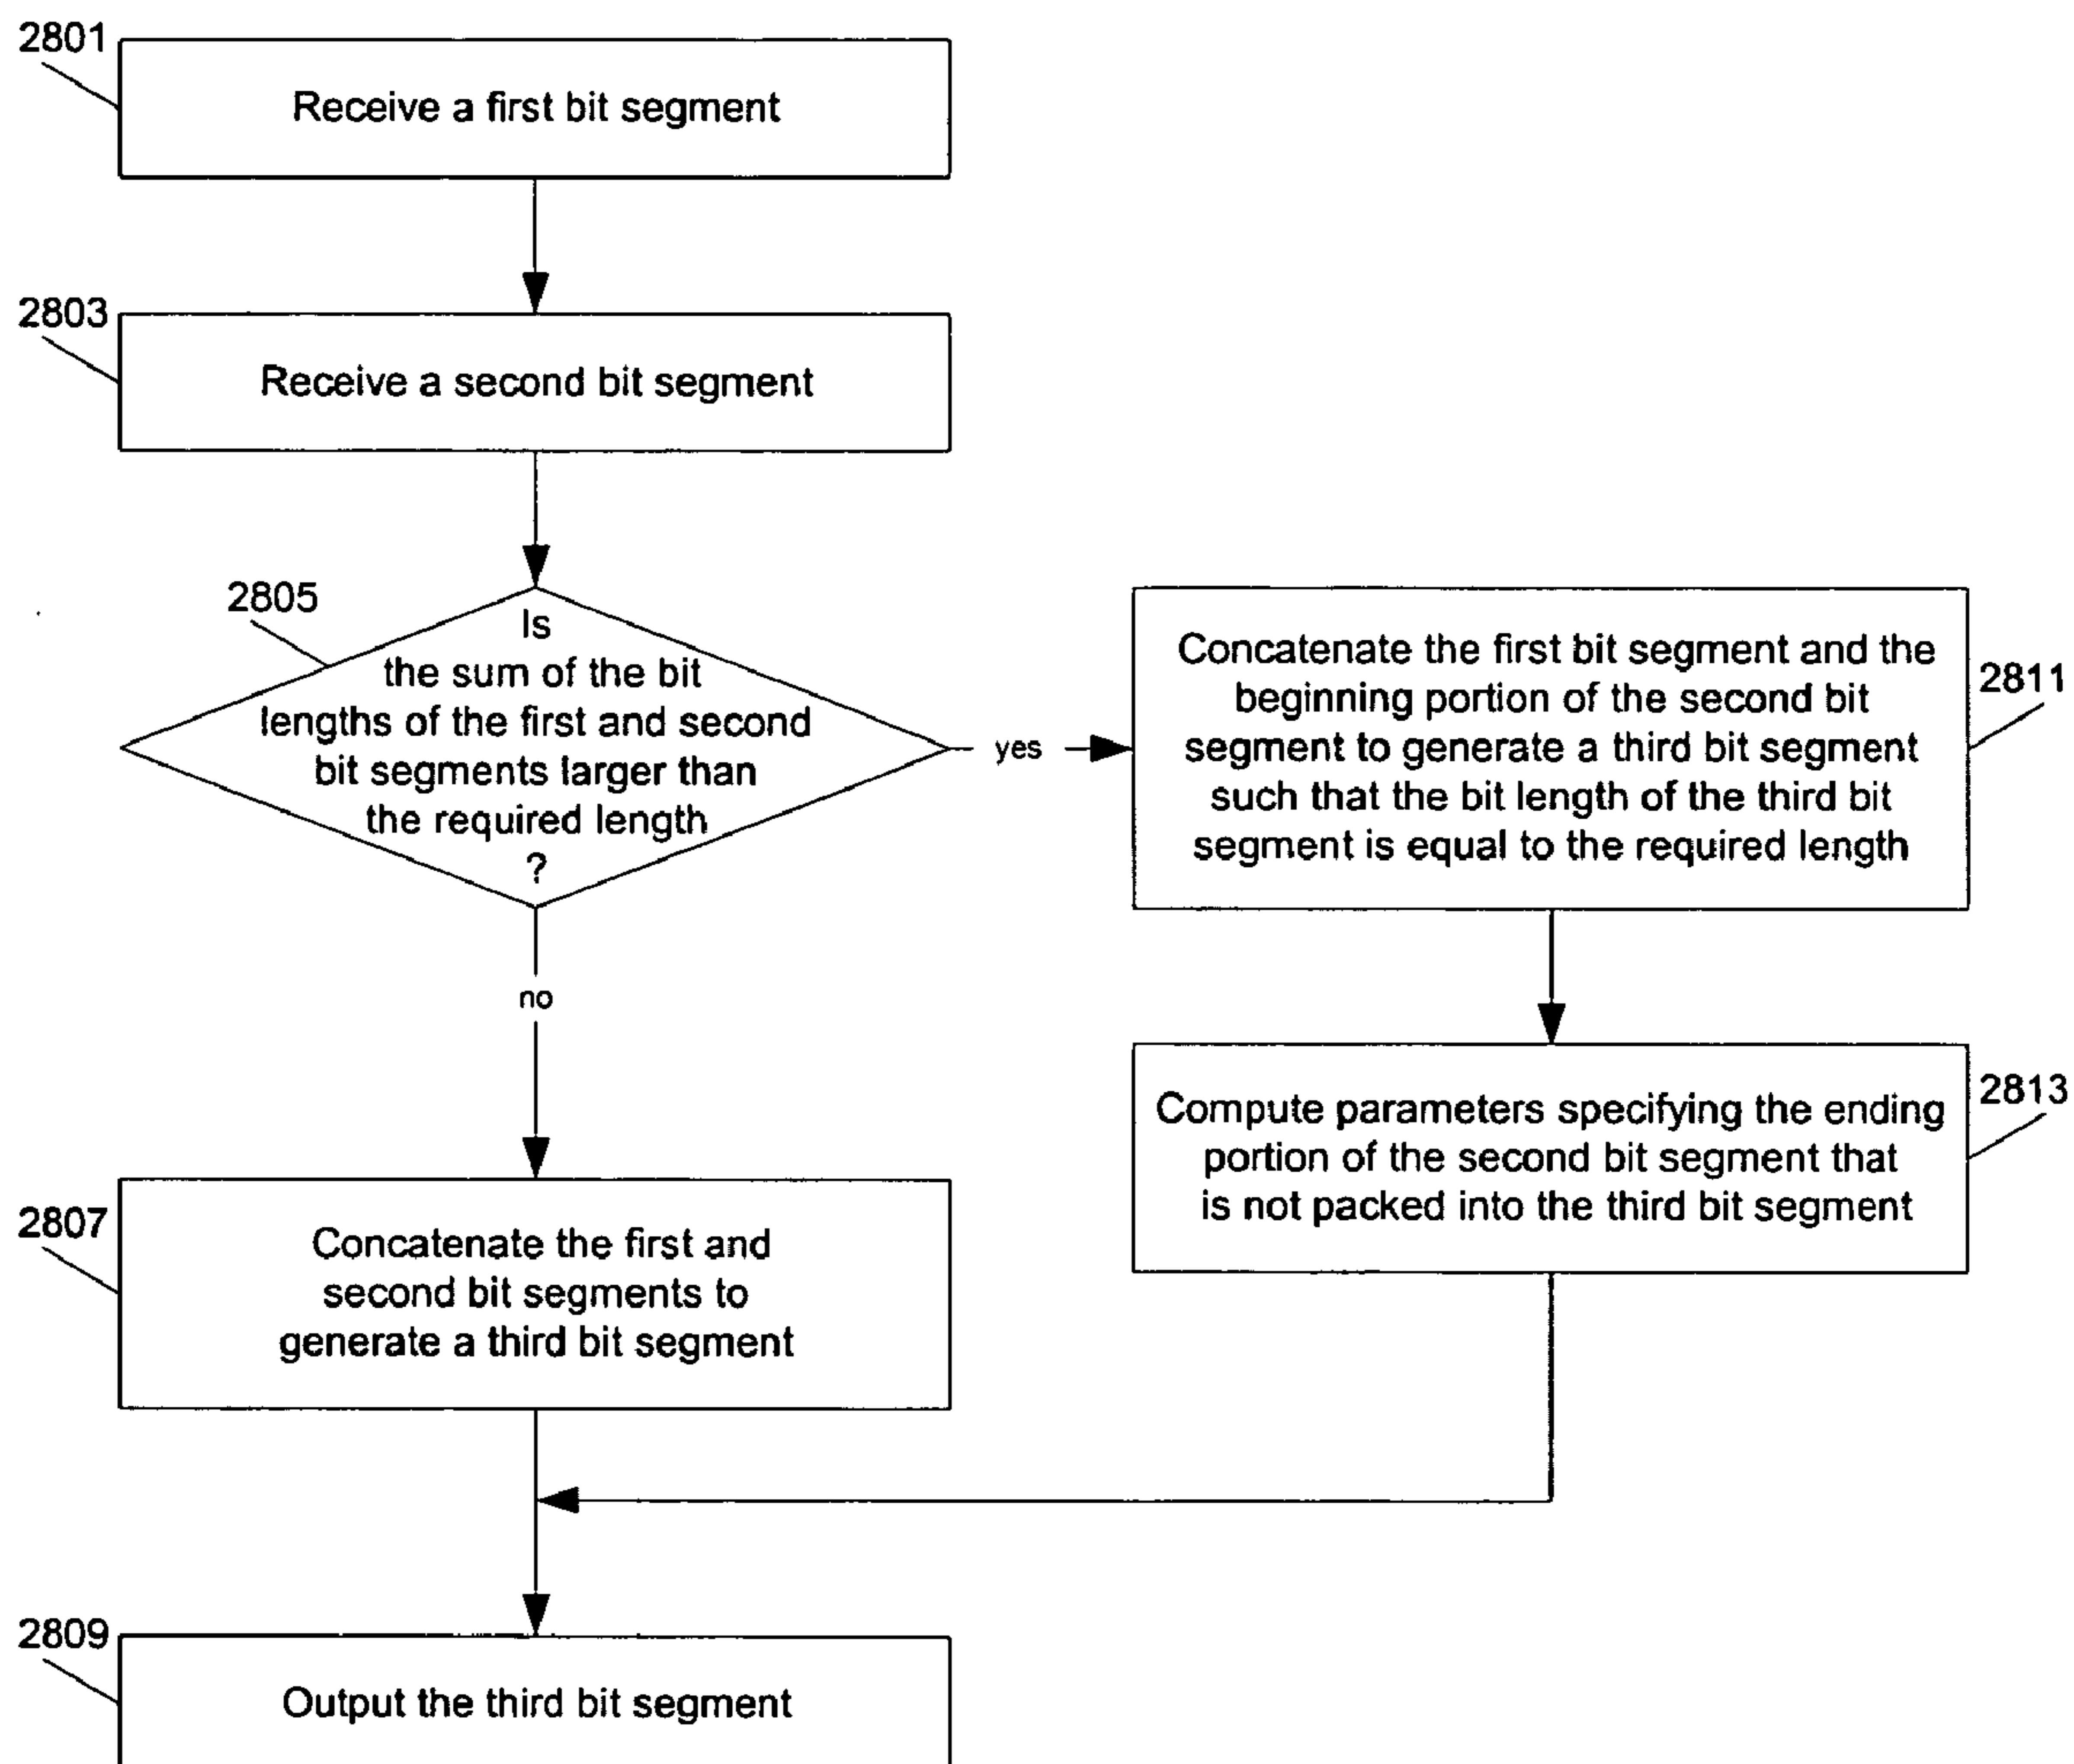 2801
Receive a first bit segment
2803
Receive a second bit segment
2805
Is
the sum of the bit
lengths of the first and second
bit segments larger than
the required length
?
yes
Concatenate the first bit segment and the
beginning portion of the second bit
segment to generate a third bit segment
such that the bit length of the third bit
segment is equal to the required length
2811
no
Compute parameters specifying the ending
portion of the second bit segment that
is not packed into the third bit segment
2813
2807
Concatenate the first and
second bit segments to
generate a third bit segment
2809
Output the third bit segment